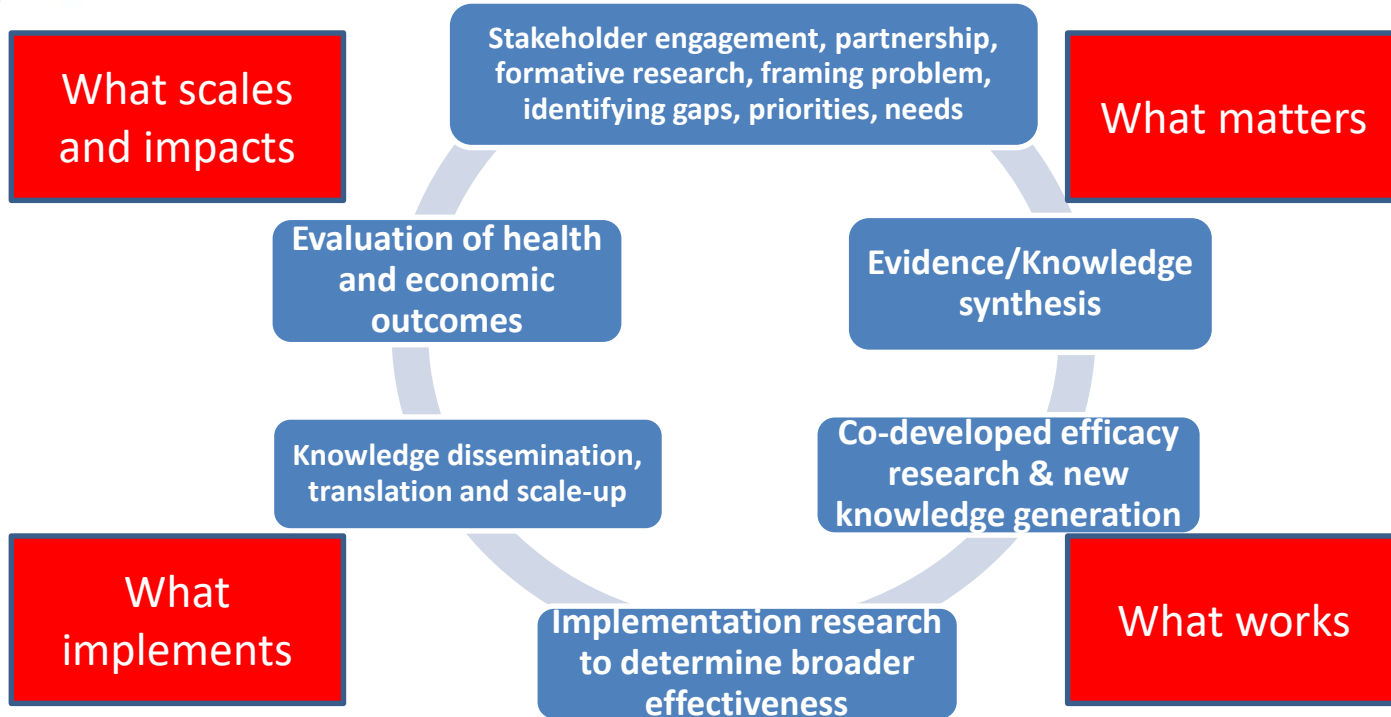 What scales
and impacts
Stakeholder engagement, partnership,
formative research, framing problem,
identifying gaps, priorities, needs
What matters
Evaluation of health
and economic
outcomes
Evidence/Knowledge
synthesis
Knowledge dissemination,
translation and scale-up
Co-developed efficacy
research & new
knowledge generation
What
implements
Implementation research
to determine broader
effectiveness
What works